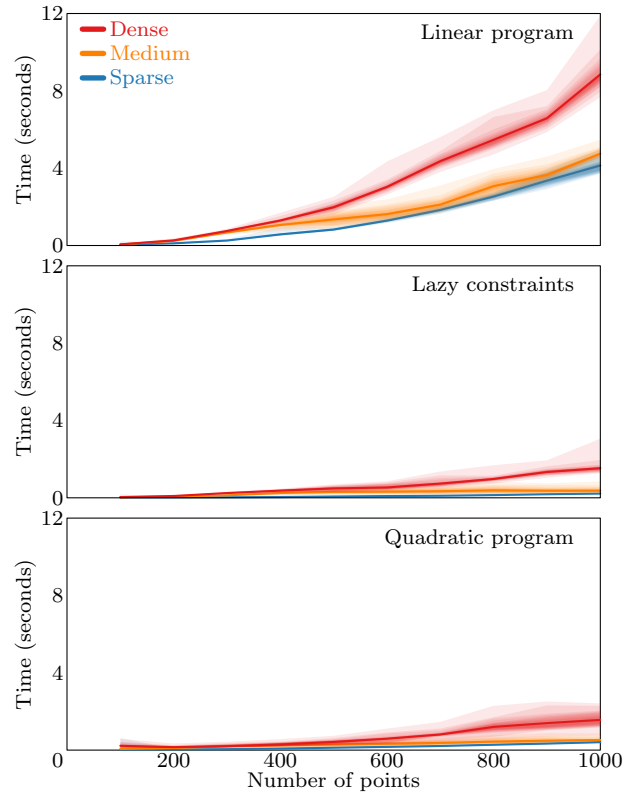 12
Dense
Medium
Sparse
Linear program
8
4
0
Time (seconds)
12
Lazy constraints
8
4
0
Time (seconds)
12
Quadratic program
8
4
Time (seconds)
0
200
400
600
800
1000
Number of points